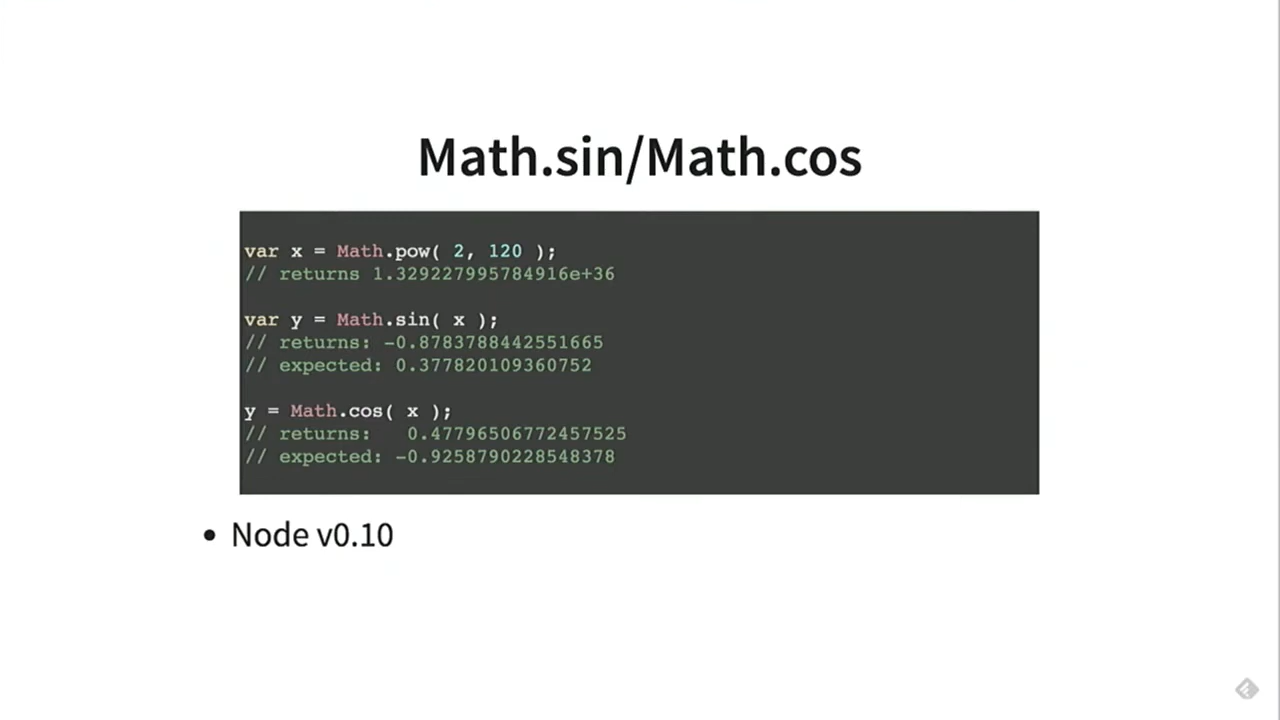 Math.sin/Math.cos
var x = Math.pow( 2, 120 );
// returns 1.329227995784916e+36
var y = Math.sin( x );
// returns: -0.8783788442551665
// expected: 0.377820109360752
y = Math.cos( x );
// returns:   0.47796506772457525
// expected: -0.9258790228548378
• Node v0.10